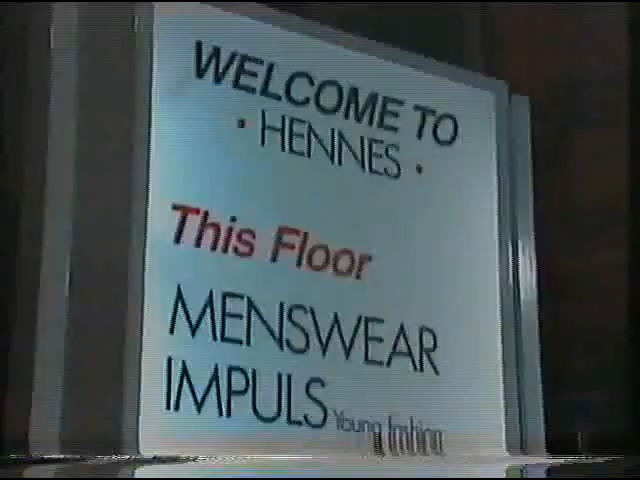 WELCOME TO
· HENNES ·
This Floor
MENSWEAR
IMPULS Young fashion